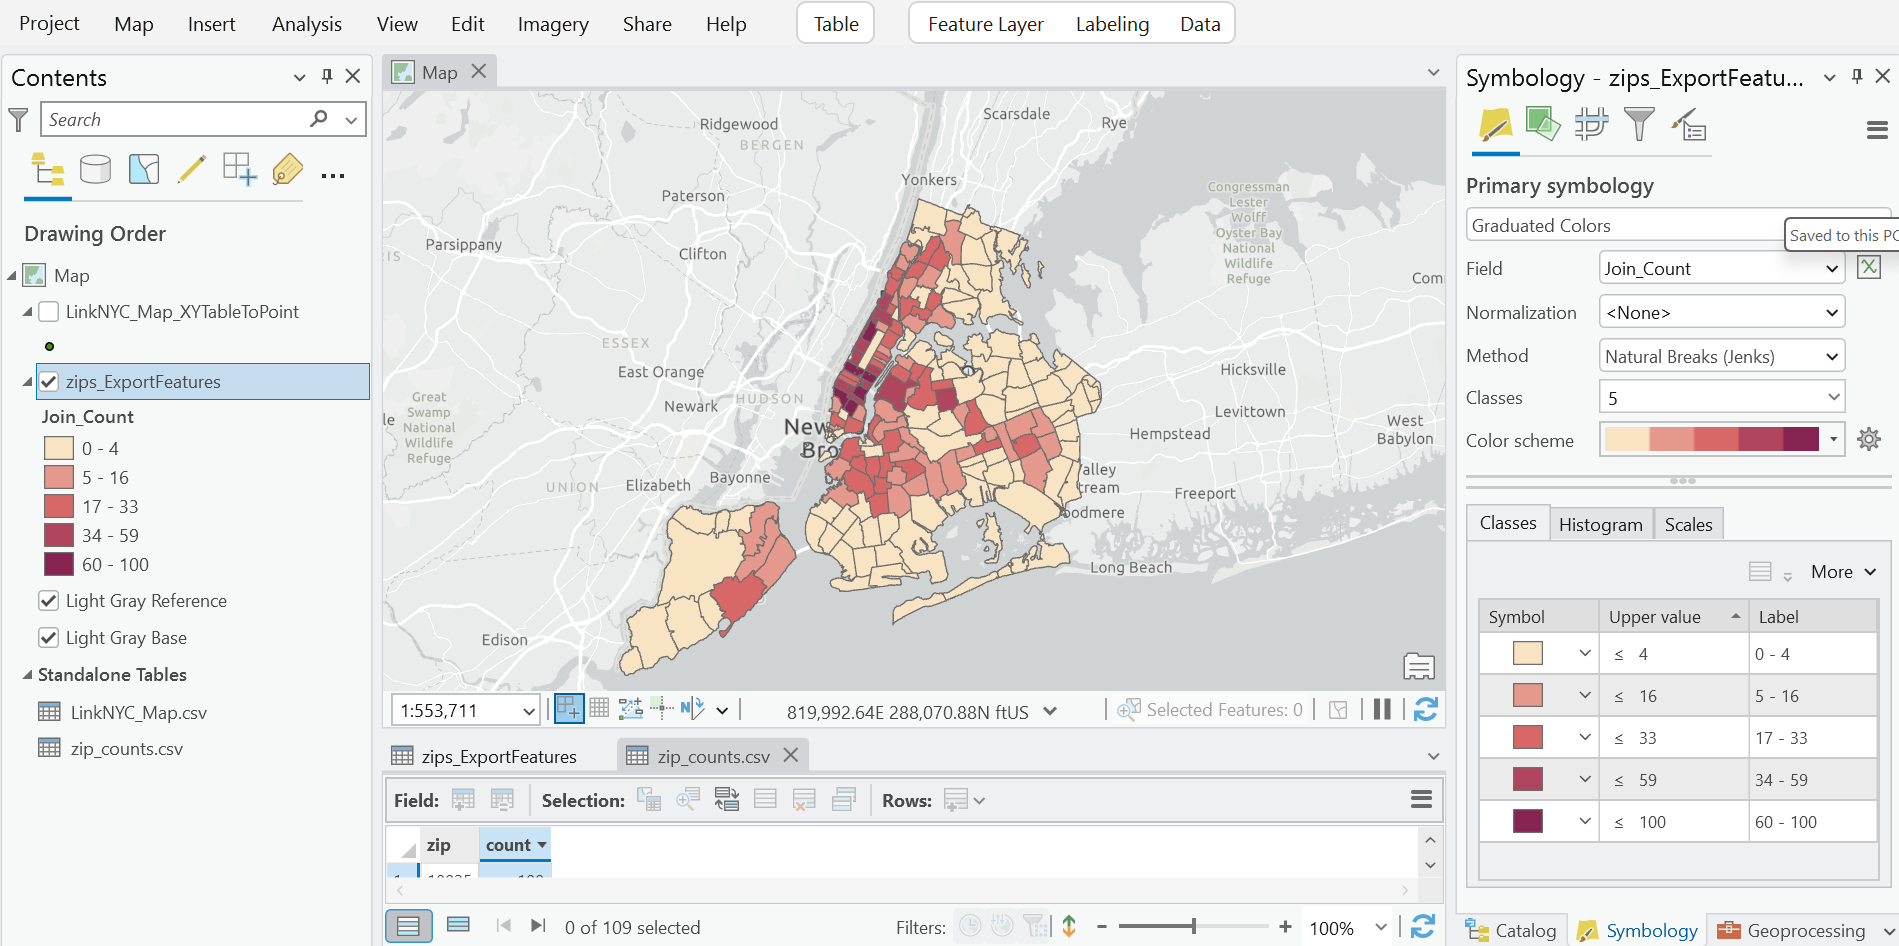 Project Map Insert Analysis View Edit Imagery Share Help Table Feature Layer Labeling Data
Contents
Search
Drawing Order
Map
LinkNYC_Map_XYTableToPoint
zips_ExportFeatures
Join_Count
0 - 4
5 - 16
17 - 33
34 - 59
60 - 100
Light Gray Reference
Light Gray Base
Standalone Tables
LinkNYC_Map.csv
zip_counts.csv
Map
Scarsdale
Ridgewood
Rye
BERGEN
Yonkers
Paterson
Congressman
Lester
Wolff
Oyster Bay
National
Wildlife
Refuge
Parsippany
Clifton
Com
ESSEX
East Orange
Hicksville
Great
Swamp
National
Wildlife
Refuge
Newark
HUDSON
Levittown
West
Babylon
New
Bro
Hempstead
Bayonne
Elizabeth
UNION
alley
ream
Freeport
oodmere
Long Beach
Edison
1:553,711
819,992.64E 288,070.88N ftUS
Selected Features: 0
zips_ExportFeatures
zip_counts.csv
Field:
Selection:
Rows:
zip count
0 of 109 selected
Filters:
100%
Symbology - zips_ExportFeatu...
Primary symbology
Graduated Colors
Saved to this PC
Field Join_Count
Normalization <None>
Method Natural Breaks (Jenks)
Classes 5
Color scheme
Classes Histogram Scales
More
Symbol Upper value Label
≤ 4 0 - 4
≤ 16 5 - 16
≤ 33 17 - 33
≤ 59 34 - 59
≤ 100 60 - 100
Catalog Symbology Geoprocessing